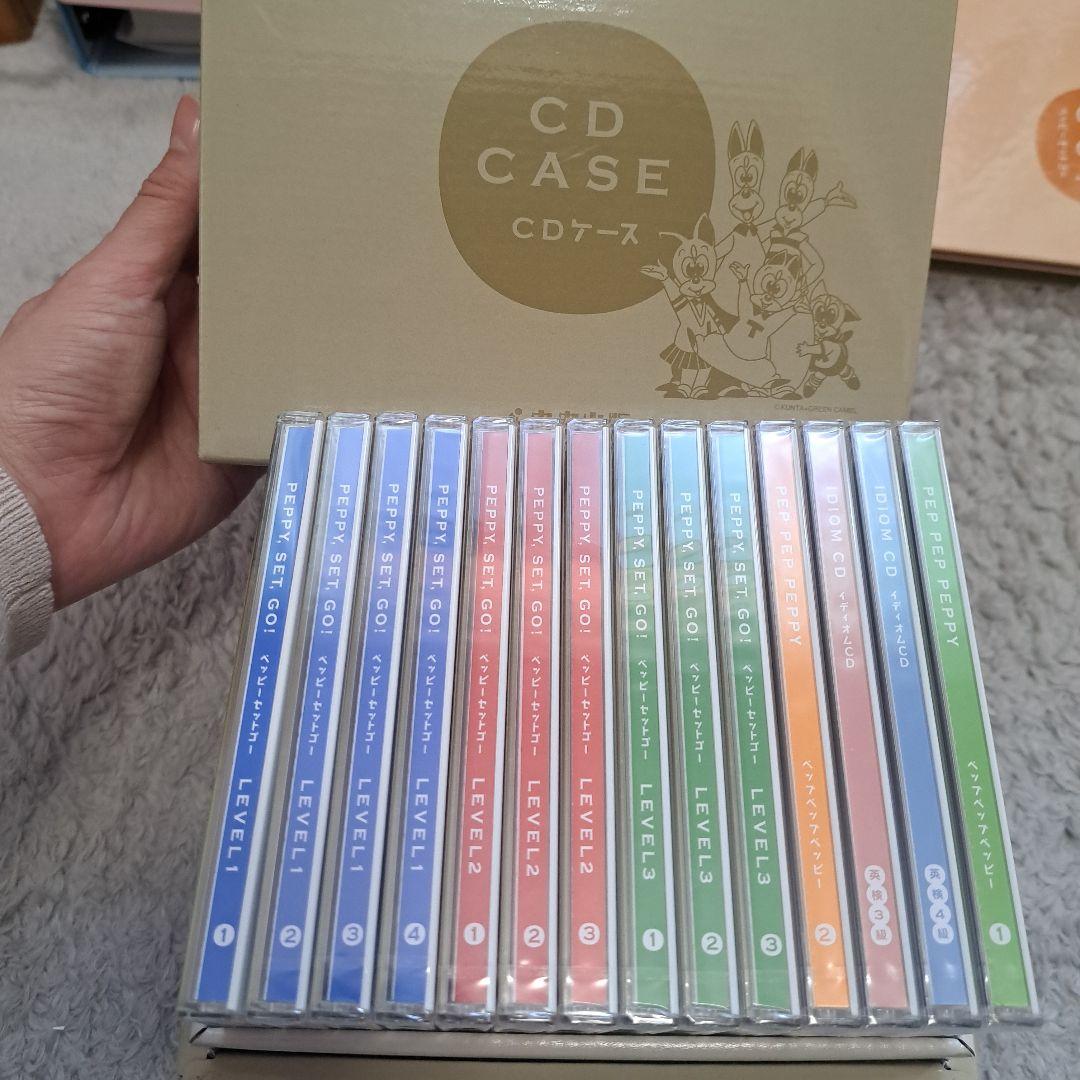 CD
CASE
CDケース
©KUNTA+GREEN CAMEL
PEPPY, SET, GO! ペッピーセットゴー LEVEL1 1
PEPPY, SET, GO! ペッピーセットゴー LEVEL1 2
PEPPY, SET, GO! ペッピーセットゴー LEVEL1 3
PEPPY, SET, GO! ペッピーセットゴー LEVEL1 4
PEPPY, SET, GO! ペッピーセットゴー LEVEL2 1
PEPPY, SET, GO! ペッピーセットゴー LEVEL2 2
PEPPY, SET, GO! ペッピーセットゴー LEVEL2 3
PEPPY, SET, GO! ペッピーセットゴー LEVEL3 1
PEPPY, SET, GO! ペッピーセットゴー LEVEL3 2
PEPPY, SET, GO! ペッピーセットゴー LEVEL3 3
PEP PEP PEPPY ペップペップペッピー 2
IDIOM CD イディオムCD 英検3級
IDIOM CD イディオムCD 英検4級
PEP PEP PEPPY ペップペップペッピー 1